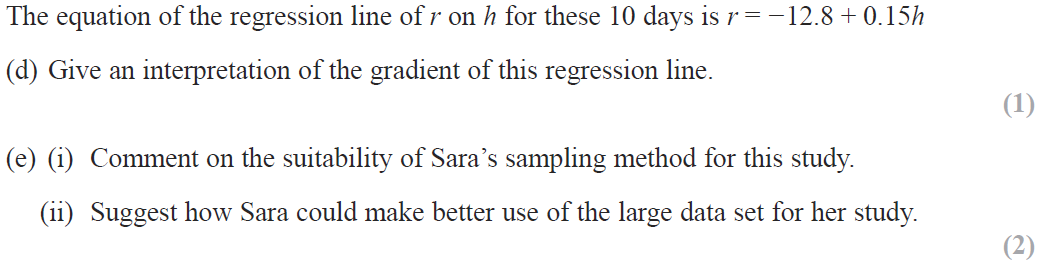 The equation of the regression line of r on h for these 10 days is r = −12.8 + 0.15h
(d) Give an interpretation of the gradient of this regression line.
(1)
(e) (i) Comment on the suitability of Sara’s sampling method for this study.
(ii) Suggest how Sara could make better use of the large data set for her study.
(2)